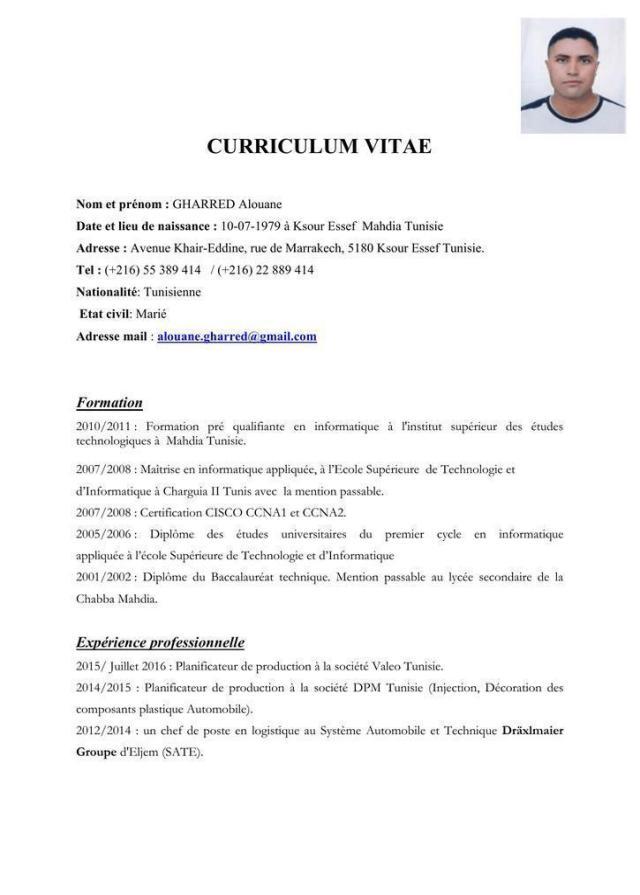 CURRICULUM VITAE
Nom et prénom : GHARRED Alouane
Date et lieu de naissance : 10-07-1979 à Ksour Essef Mahdia Tunisie
Adresse : Avenue Khair-Eddine, rue de Marrakech, 5180 Ksour Essef Tunisie.
Tel : (+216) 55 389 414 / (+216) 22 889 414
Nationalité: Tunisienne
Etat civil: Marié
Adresse mail : alouane.gharred@gmail.com
Formation
2010/2011 : Formation pré qualifiante en informatique à l'institut supérieur des études
technologiques à Mahdia Tunisie.
2007/2008 : Maîtrise en informatique appliquée, à l'Ecole Supérieure de Technologie et
d'Informatique à Charguia II Tunis avec la mention passable.
2007/2008 : Certification CISCO CCNA1 et CCNA2.
2005/2006 : Diplôme des études universitaires du premier cycle en informatique
appliquée à l'école Supérieure de Technologie et d'Informatique
2001/2002 : Diplôme du Baccalauréat technique. Mention passable au lycée secondaire de la
Chabba Mahdia.
Expérience professionnelle
2015/ Juillet 2016 : Planificateur de production à la société Valeo Tunisie.
2014/2015 : Planificateur de production à la société DPM Tunisie (Injection, Décoration des
composants plastique Automobile).
2012/2014 : un chef de poste en logistique au Système Automobile et Technique Dräxlmaier
Groupe d'Eljem (SATE).